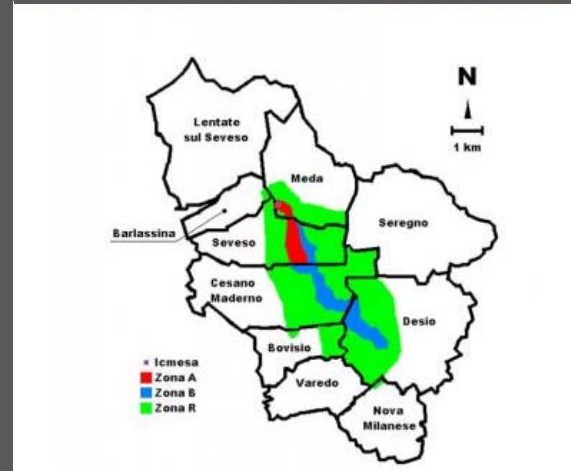 Lentate
sul Seveso
N
1 km
Meda
Barlassina
Seregno
Seveso
Cesano
Maderno
Desio
Bovisio
Icmesa
Zona A
Zona B
Zona R
Varedo
Nova
Milanese